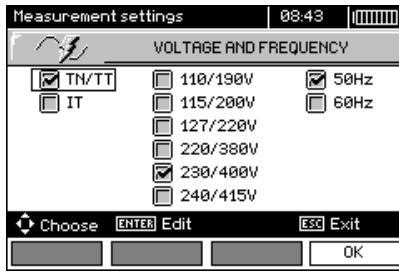 Measurement settings 08:43
VOLTAGE AND FREQUENCY
TN/TT 110/190V 50Hz
IT 115/200V 60Hz
127/220V
220/380V
230/400V
240/415V
Choose ENTER Edit ESC Exit
OK